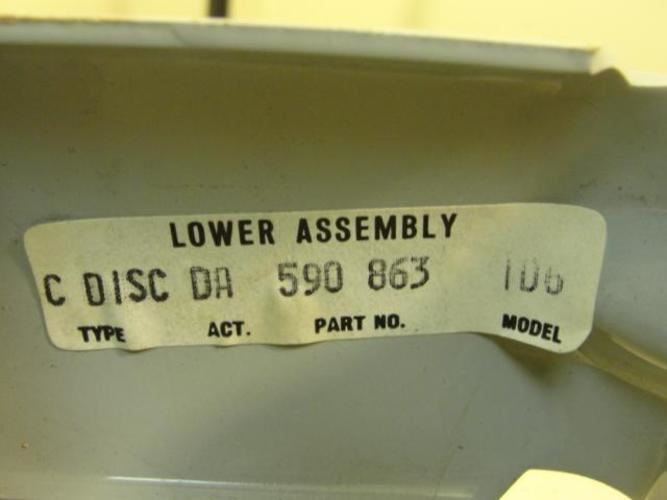 LOWER ASSEMBLY
C DISC DA 590 863 106
TYPE ACT. PART NO. MODEL